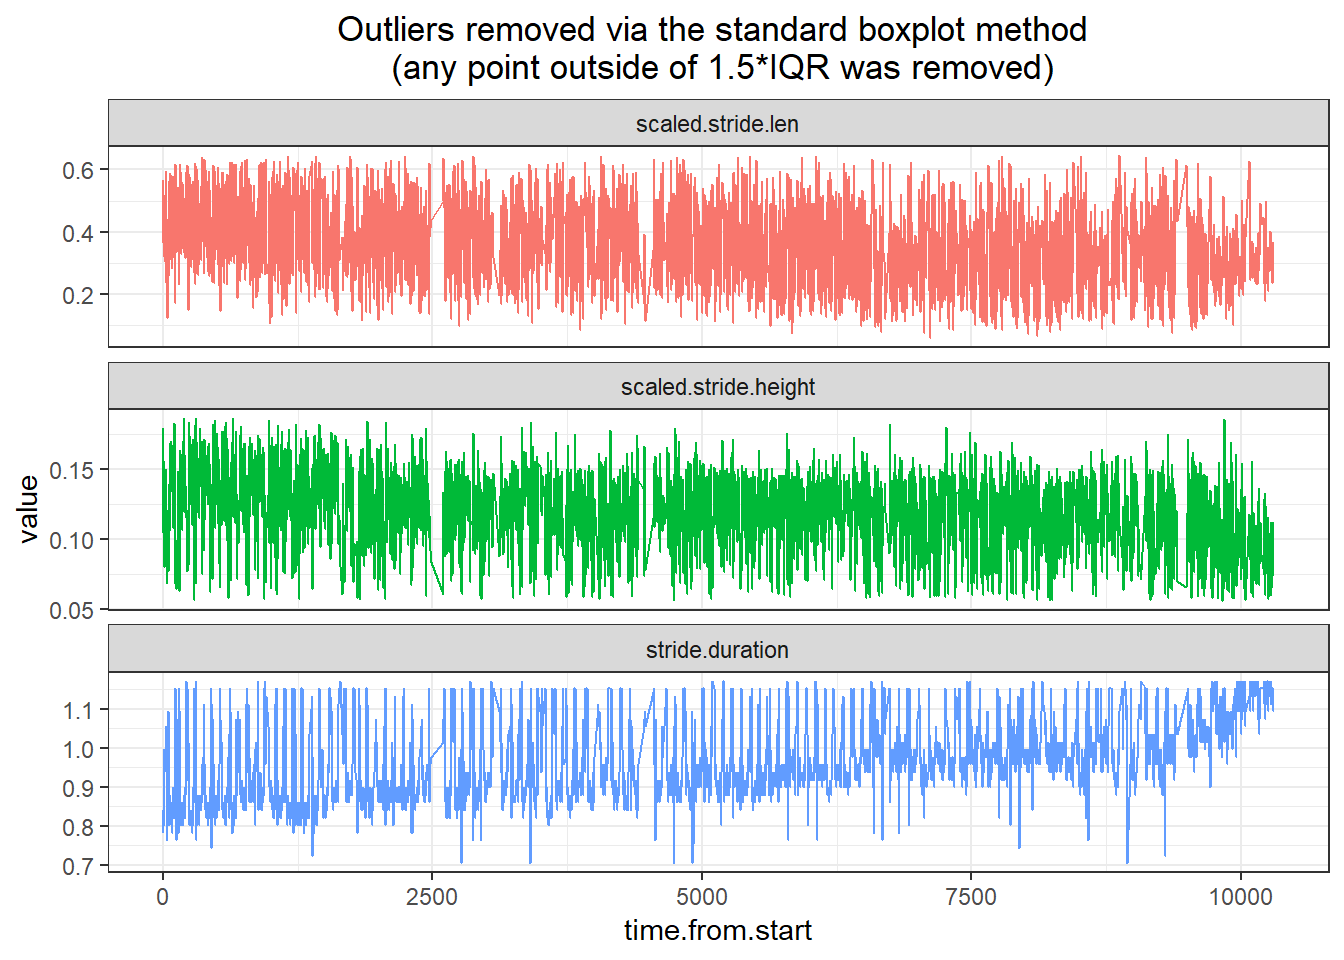 Outliers removed via the standard boxplot method
(any point outside of 1.5*IQR was removed)
scaled.stride.len
0.6
0.4
0.2
scaled.stride.height
0.15
0.10
0.05
value
stride.duration
1.1
1.0
0.9
0.8
0.7
0 2500 5000 7500 10000
time.from.start